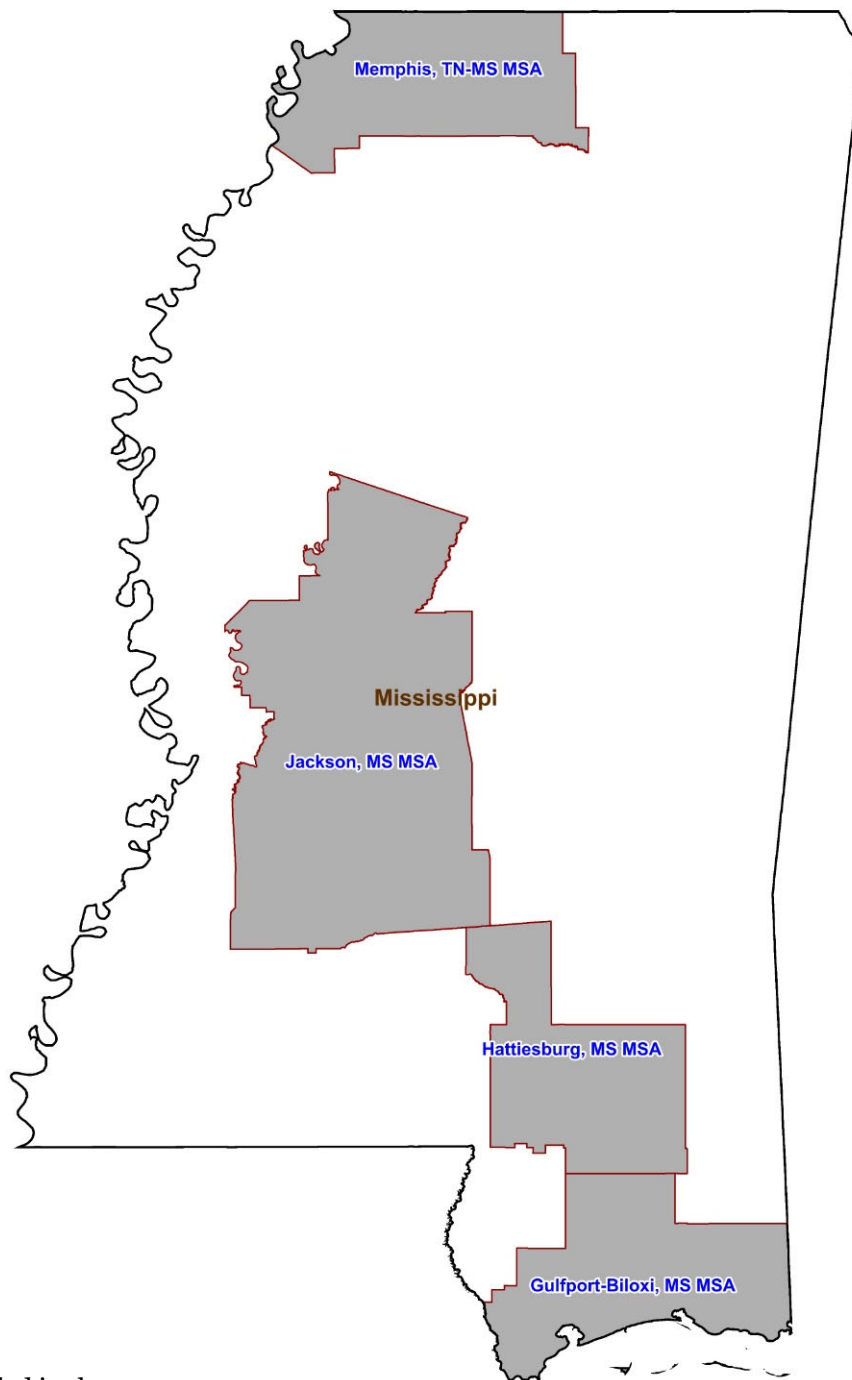 Memphis, TN-MS MSA
Mississippi
Jackson, MS MSA
Hattiesburg, MS MSA
Gulfport-Biloxi, MS MSA